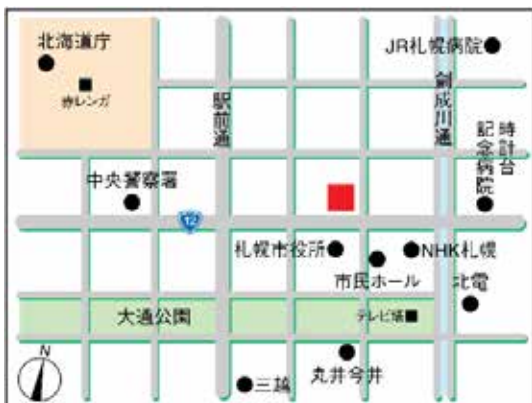 北海道庁
JR札幌病院
赤レンガ
駅前通
創成川通
時計台
記念病院
中央警察署
12
札幌市役所
NHK札幌
市民ホール
北電
大通公園
テレビ塔
丸井今井
三越
N